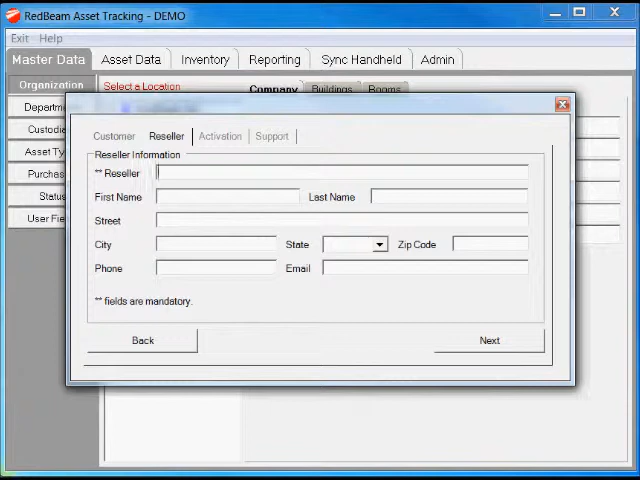 RedBeam Asset Tracking - DEMO
Exit Help
Master Data Asset Data Inventory Reporting Sync Handheld Admin
Organization Select a Location Company Buildings Rooms
Departm
Custodia
Asset Ty
Purchas
Status
User Fiel
Customer Reseller Activation Support
Reseller Information
** Reseller
First Name Last Name
Street
City State Zip Code
Phone Email
** fields are mandatory.
Back Next